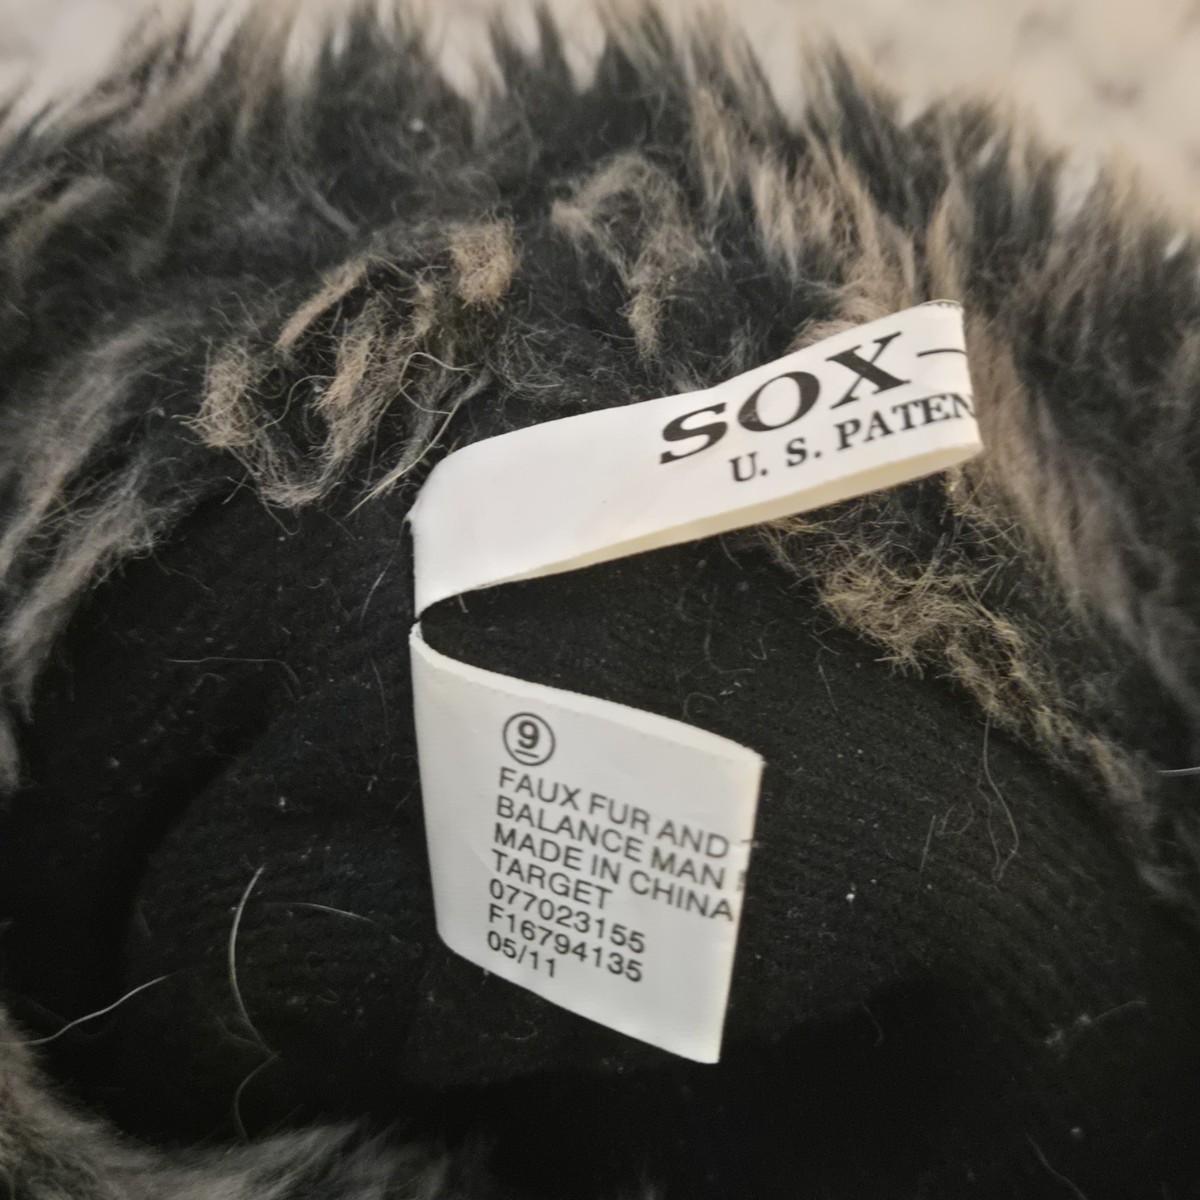 SOX
U. S. PATEN
9
FAUX FUR AND
BALANCE MAN
MADE IN CHINA
TARGET
077023155
F16794135
05/11